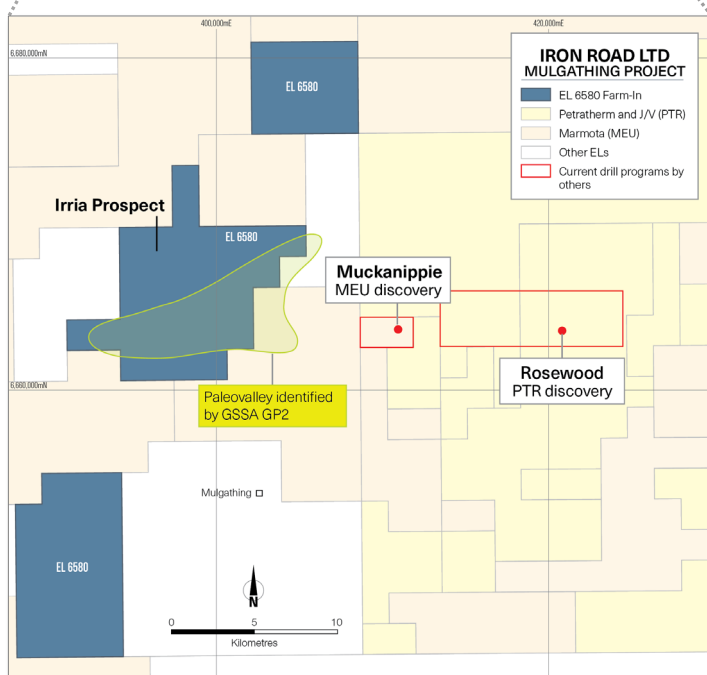 400,000mE
420,000mE
6,680,000mN
IRON ROAD LTD
MULGATHING PROJECT
EL 6580 Farm-In
Petratherm and J/V (PTR)
Marmota (MEU)
Other ELs
Current drill programs by
others
EL 6580
Irria Prospect
EL 6580
Muckanippie
MEU discovery
Rosewood
PTR discovery
6,660,000mN
Paleovalley identified
by GSSA GP2
Mulgathing
EL 6580
N
0 5 10
Kilometres